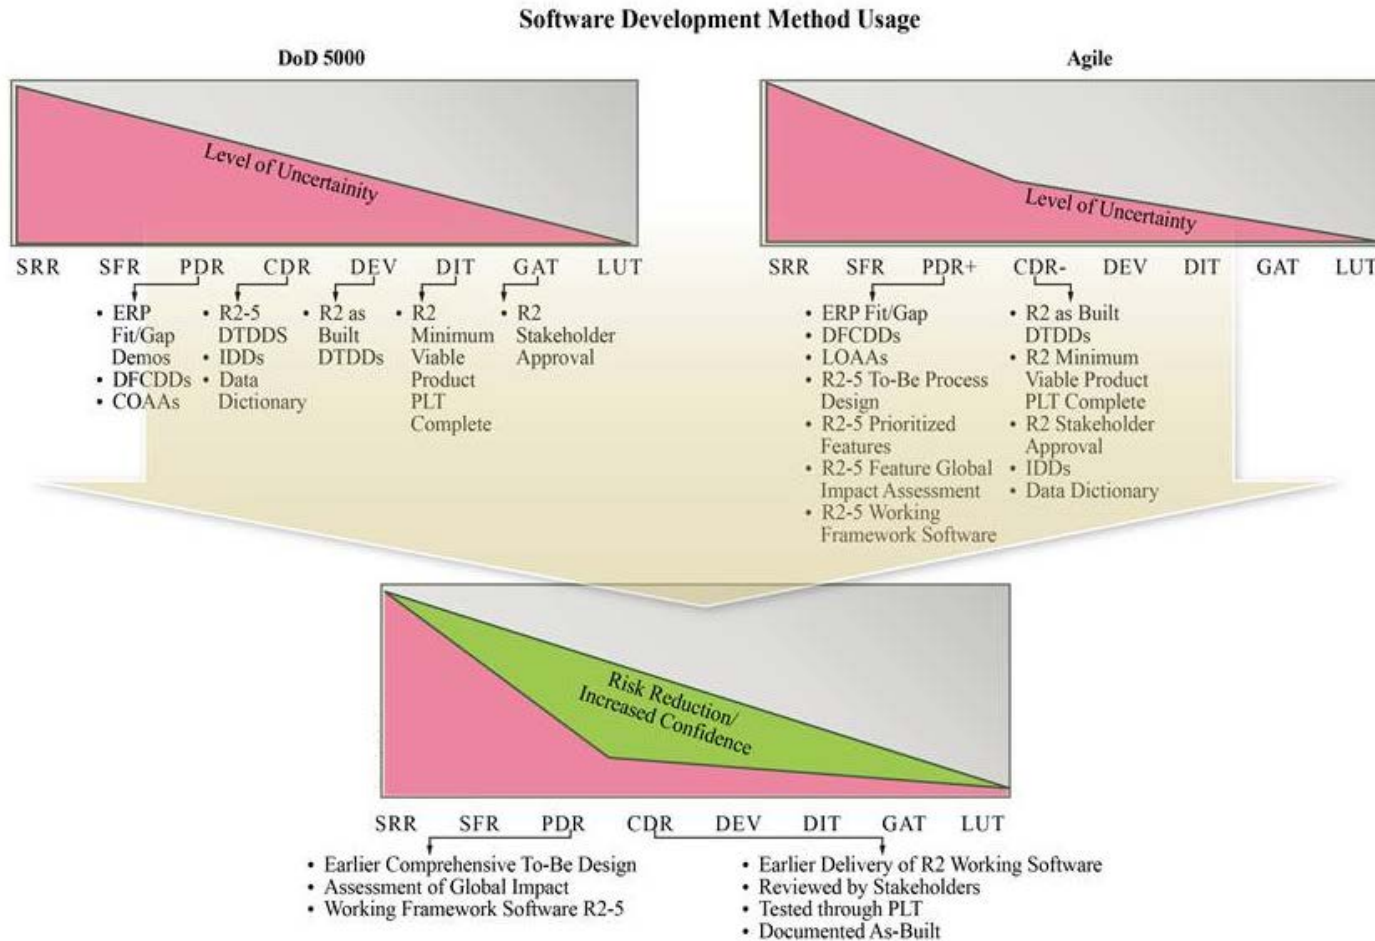 Software Development Method Usage
DoD 5000
Level of Uncertainity
SRR SFR PDR CDR DEV DIT GAT LUT
• ERP
Fit/Gap
Demos
• DFCDDs
• COAAs
• R2-5
DTDDS
• IDDs
• Data
Dictionary
• R2 as
Built
DTDDs
• R2
Minimum
Viable
Product
PLT
Complete
• R2
Stakeholder
Approval
Agile
Level of Uncertainty
SRR SFR PDR+ CDR- DEV DIT GAT LUT
• ERP Fit/Gap
• DFCDDs
• LOAAs
• R2-5 To-Be Process
Design
• R2-5 Prioritized
Features
• R2-5 Feature Global
Impact Assessment
• R2-5 Working
Framework Software
• R2 as Built
DTDDs
• R2 Minimum
Viable Product
PLT Complete
• R2 Stakeholder
Approval
• IDDs
• Data Dictionary
Risk Reduction/
Increased Confidence
SRR SFR PDR CDR DEV DIT GAT LUT
• Earlier Comprehensive To-Be Design
• Assessment of Global Impact
• Working Framework Software R2-5
• Earlier Delivery of R2 Working Software
• Reviewed by Stakeholders
• Tested through PLT
• Documented As-Built